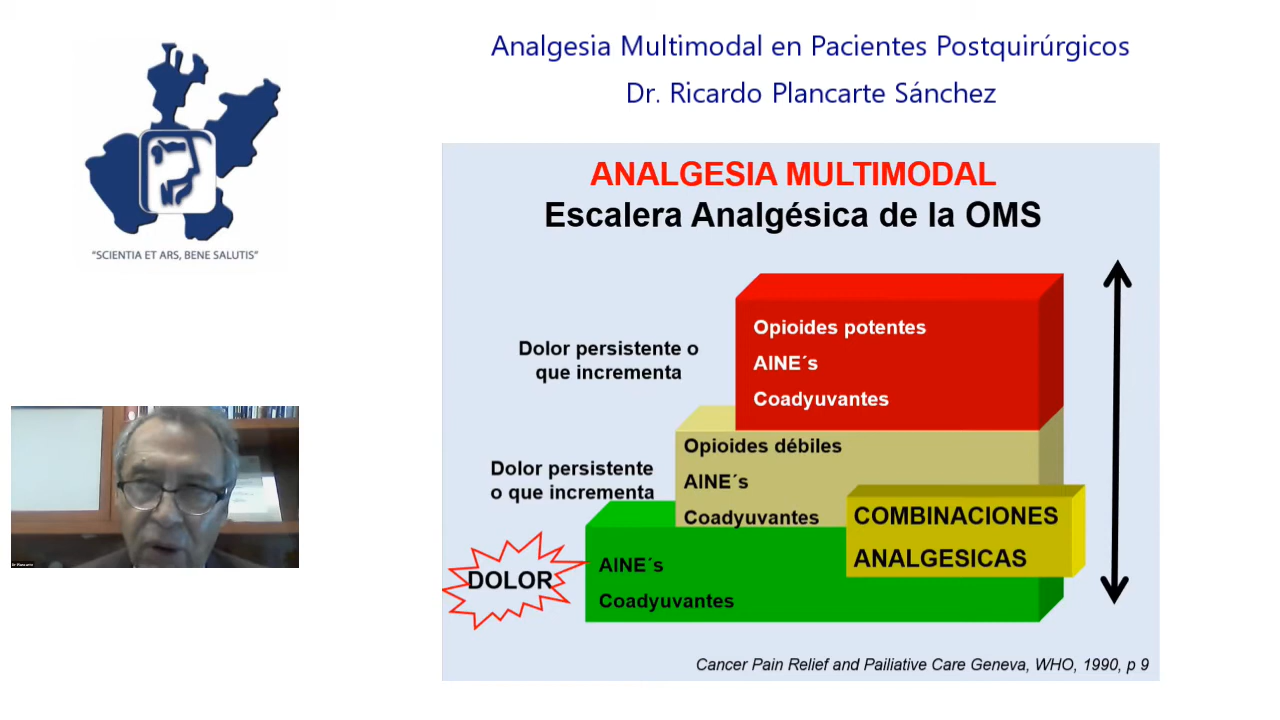 Analgesia Multimodal en Pacientes Postquirúrgicos
Dr. Ricardo Plancarte Sánchez
"SCIENTIA ET ARS, BENE SALUTIS"
ANALGESIA MULTIMODAL
Escalera Analgésica de la OMS
Dolor persistente o
que incrementa
Opioides potentes
AINE´s
Coadyuvantes
Dolor persistente
o que incrementa
Opioides débiles
AINE´s
Coadyuvantes
COMBINACIONES
ANALGESICAS
DOLOR
AINE´s
Coadyuvantes
Cancer Pain Relief and Pailiative Care Geneva, WHO, 1990, p 9